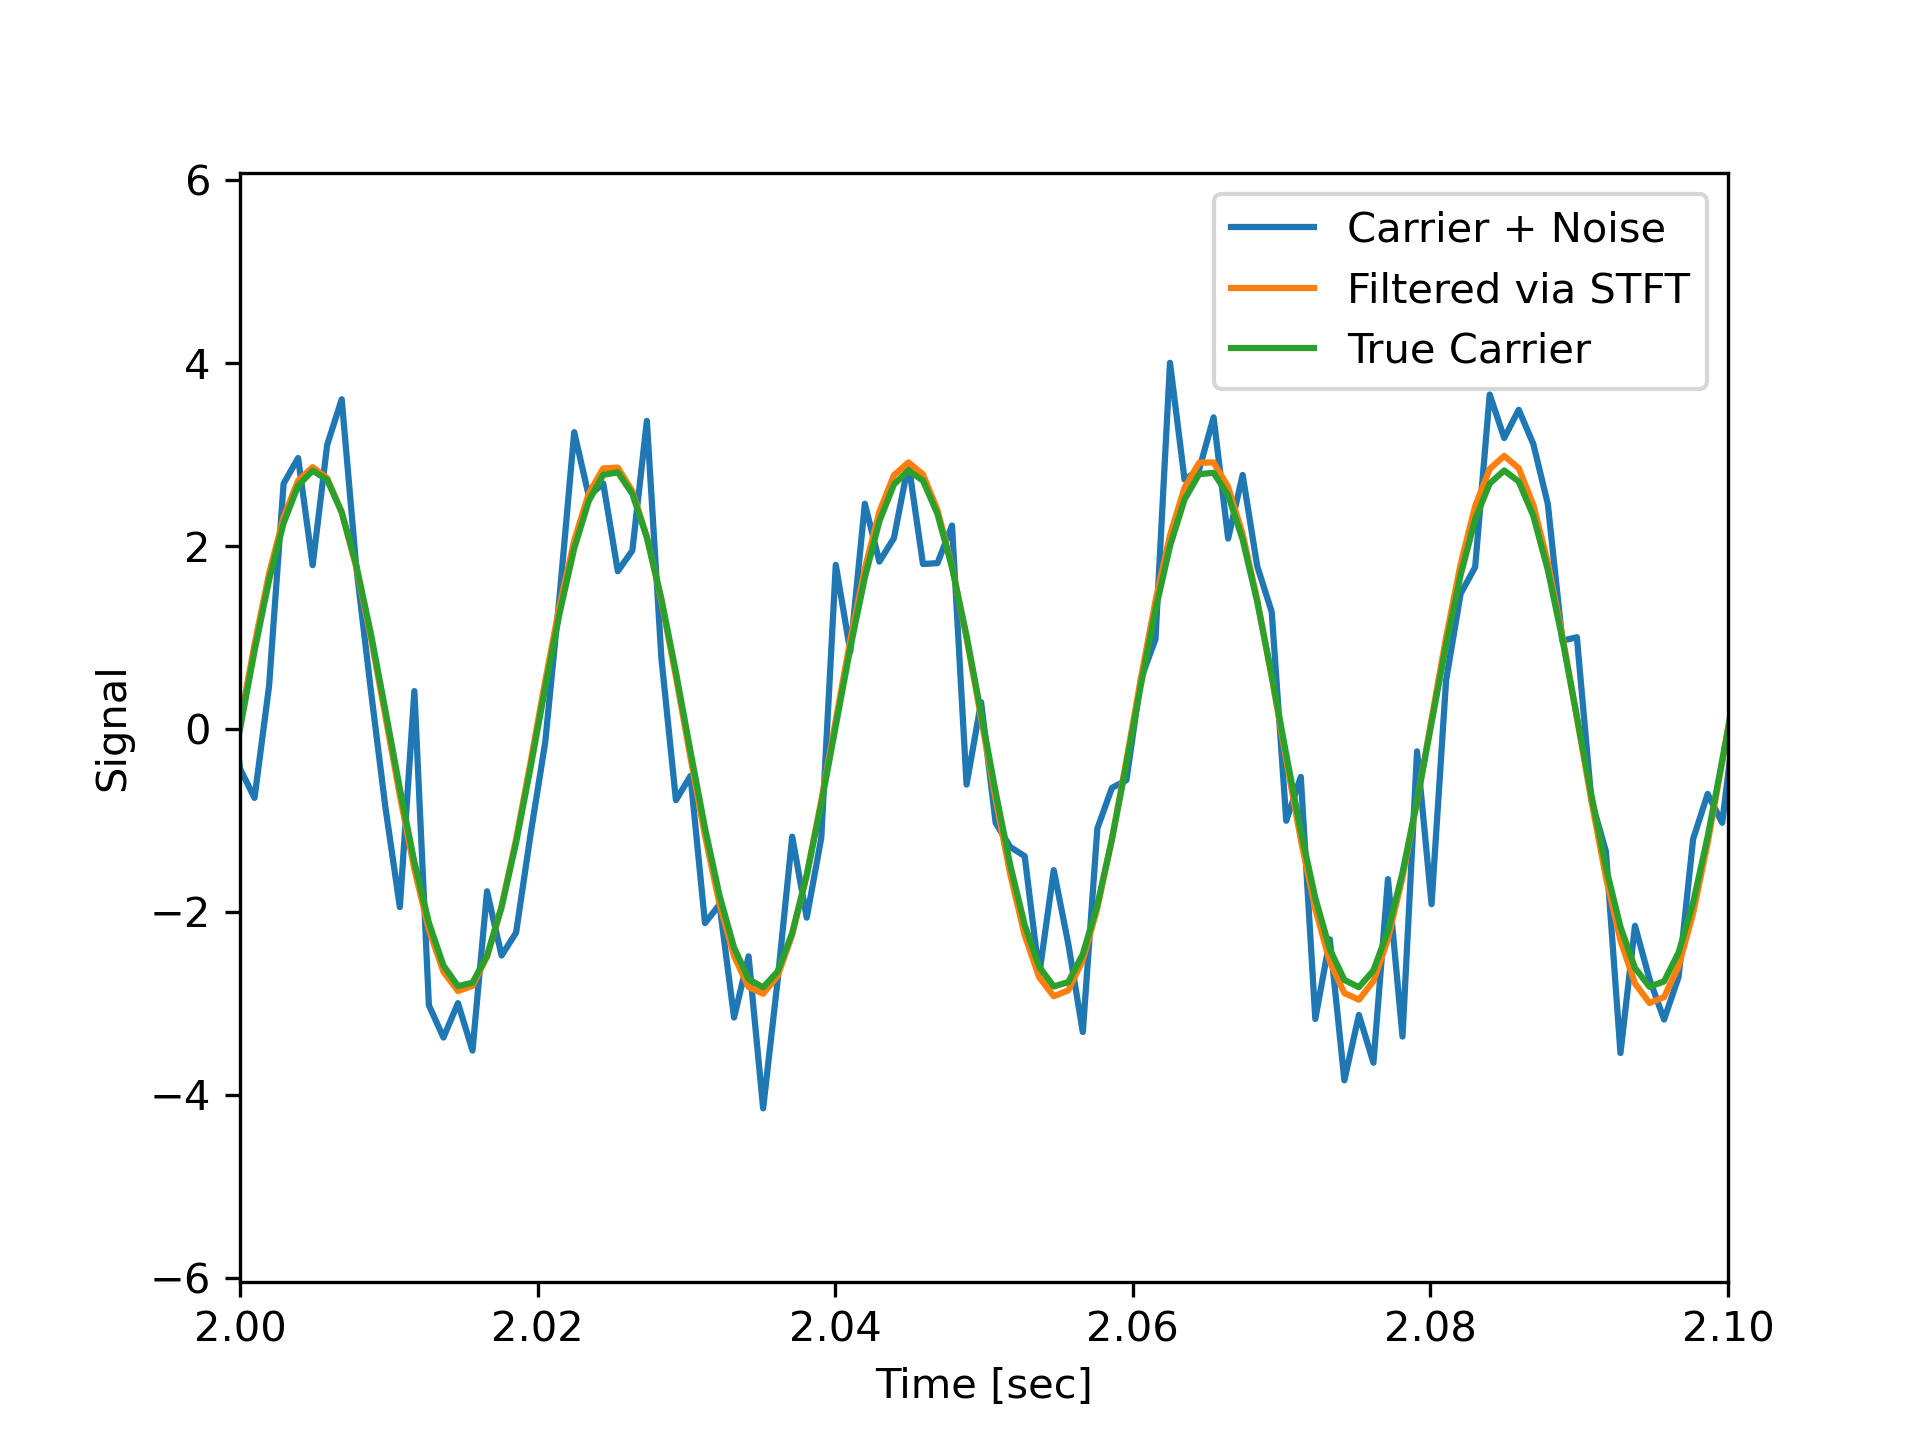 Carrier + Noise
Filtered via STFT
True Carrier
6
4
2
0
−2
−4
−6
Signal
2.00 2.02 2.04 2.06 2.08 2.10
Time [sec]